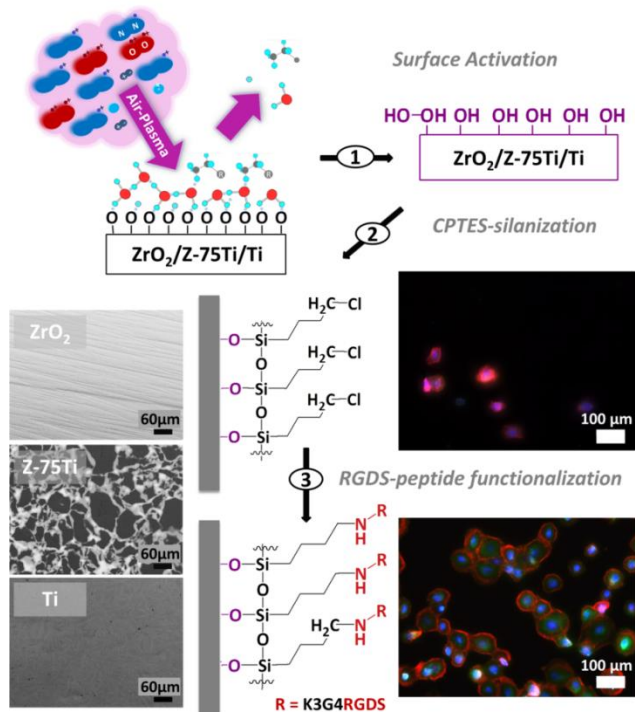 N N
O O
Air-Plasma
R
R
O O O O O O O O O
ZrO₂/Z-75Ti/Ti
1
Surface Activation
HO OH OH OH OH OH OH
ZrO₂/Z-75Ti/Ti
2
CPTES-silanization
ZrO₂
60μm
Z-75Ti
60μm
Ti
60μm
H₂C—Cl
O—Si
O
H₂C—Cl
O—Si
O
H₂C—Cl
O—Si
100 μm
3
RGDS-peptide functionalization
R
N
H
O—Si
O
R
N
H
O—Si
O
R
H₂C—N
H
O—Si
R = K3G4RGDS
100 μm